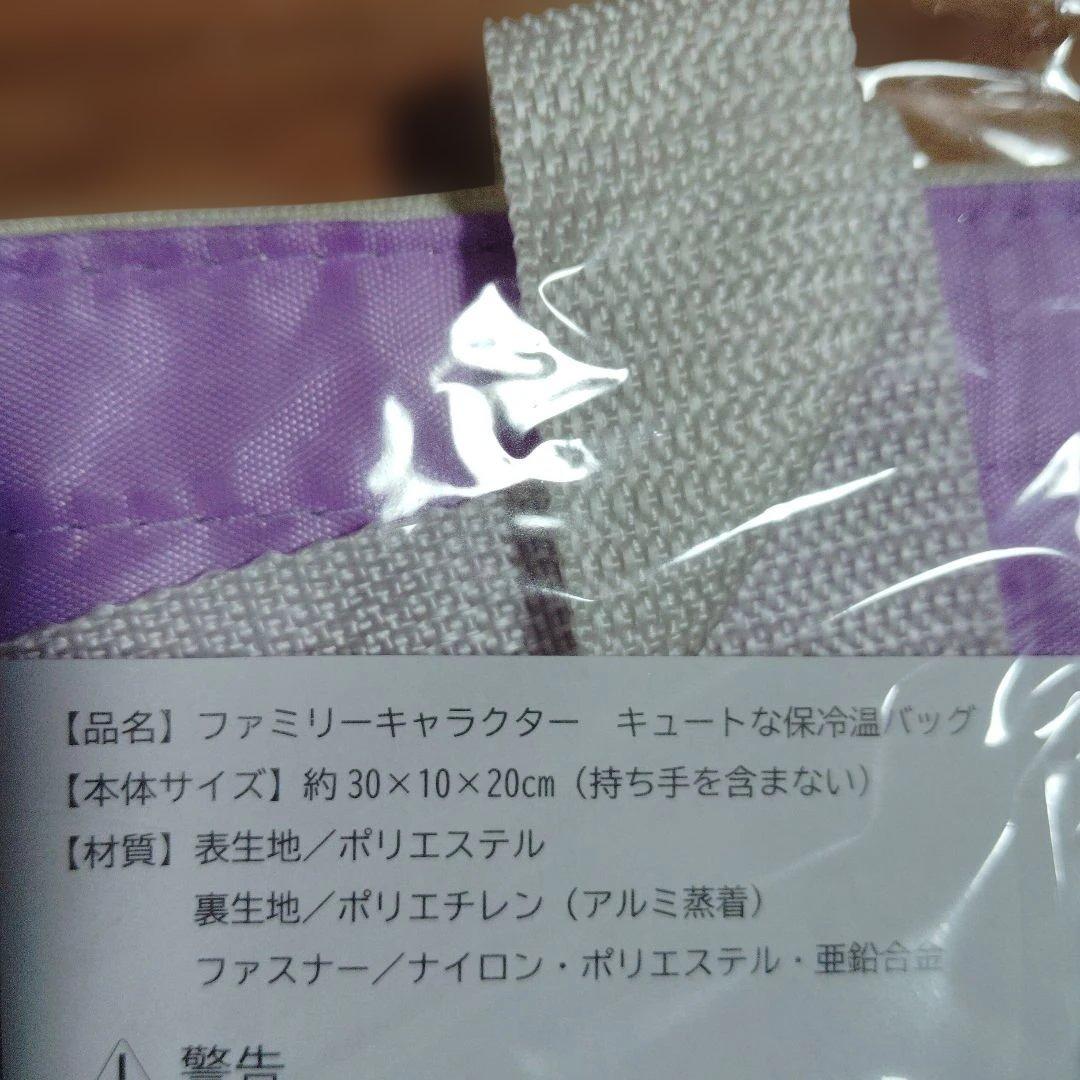 【品名】ファミリーキャラクター　キュートな保冷温バッグ
【本体サイズ】約30×10×20cm（持ち手を含まない）
【材質】表生地／ポリエステル
裏生地／ポリエチレン（アルミ蒸着）
ファスナー／ナイロン・ポリエステル・亜鉛合金
警告